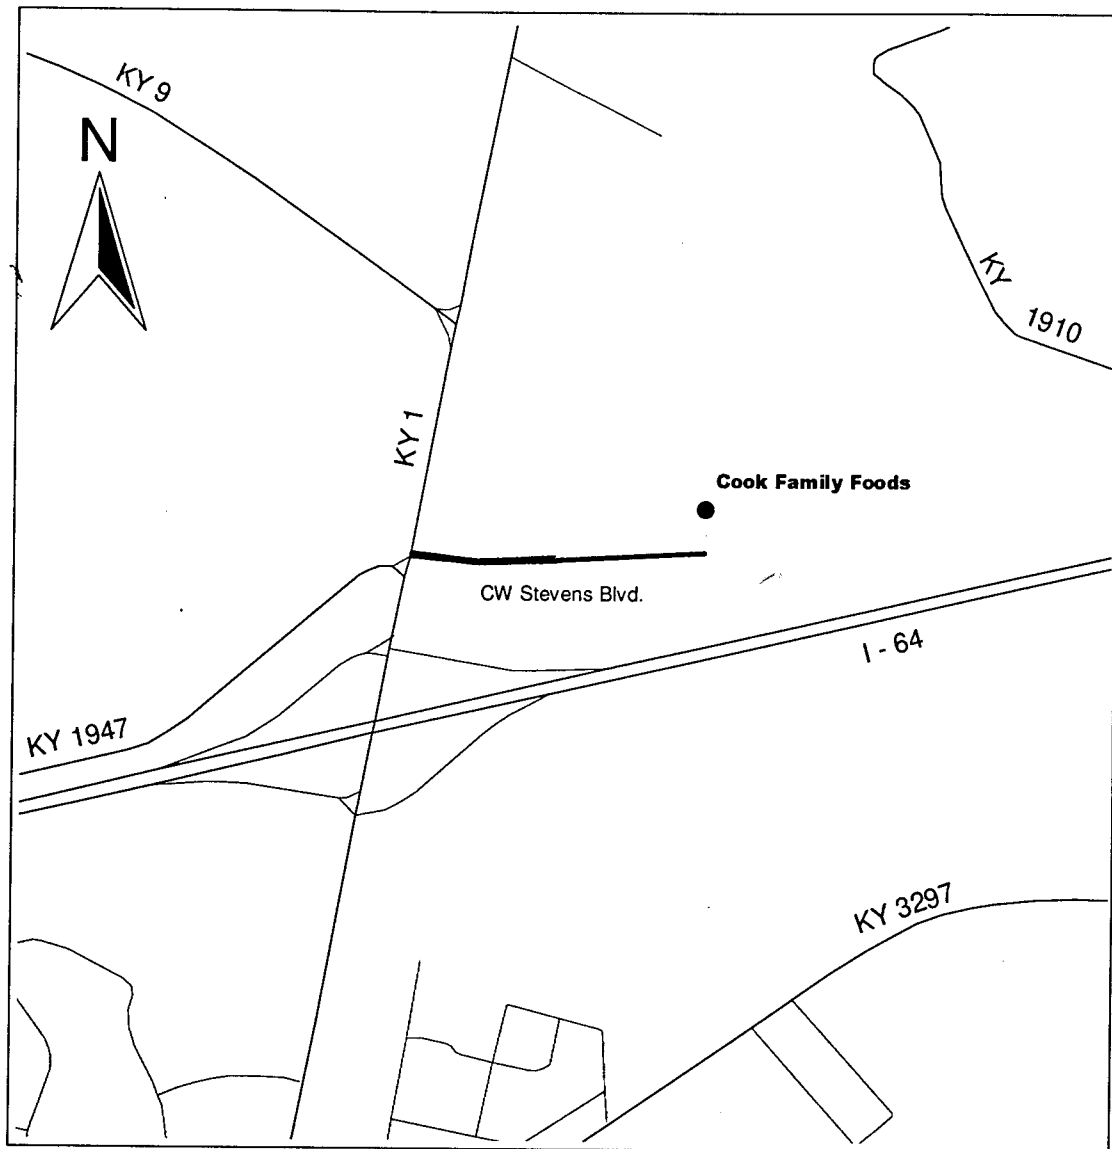 KY 9
N
KY 1910
KY 1
Cook Family Foods
CW Stevens Blvd.
I - 64
KY 1947
KY 3297